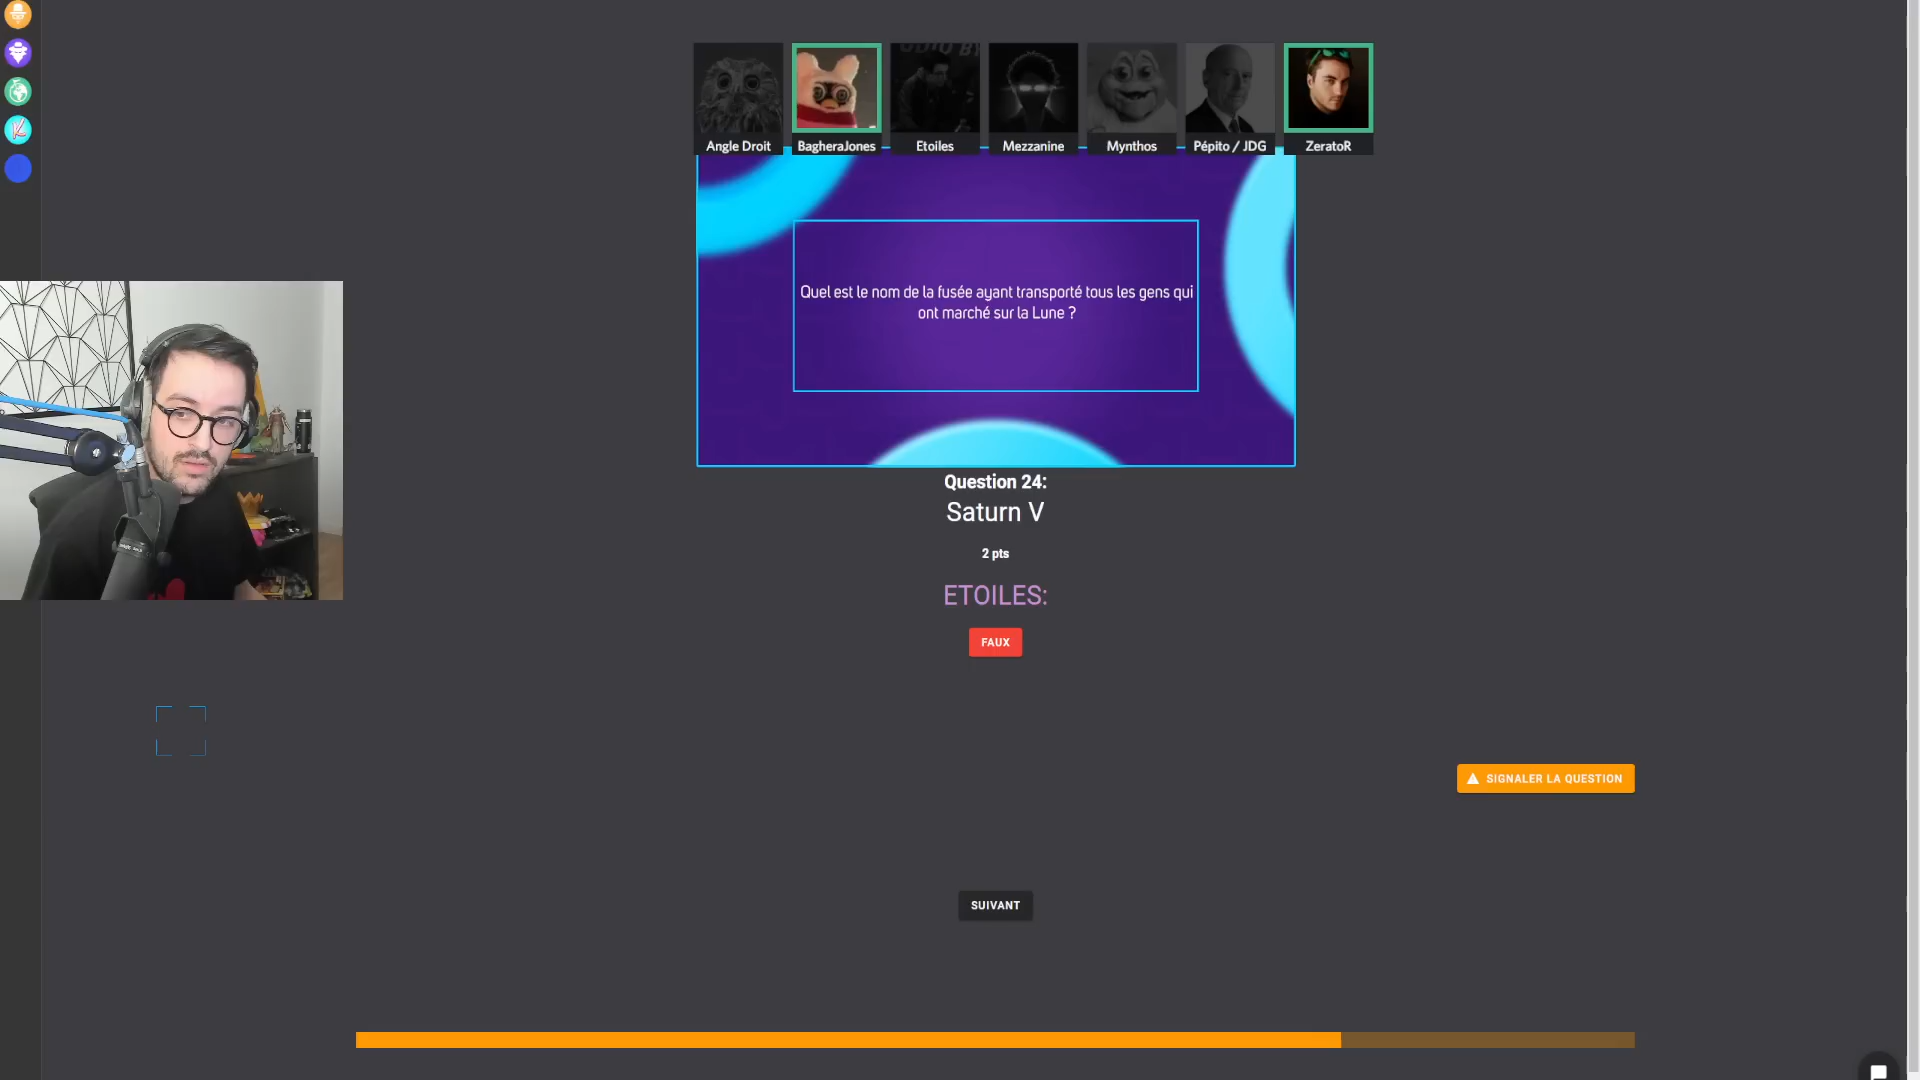 Angle Droit
BagheraJones
Etoiles
Mezzanine
Mynthos
Pépito / JDG
ZeratoR
Quel est le nom de la fusée ayant transporté tous les gens qui
ont marché sur la Lune ?
Question 24:
Saturn V
2 pts
ETOILES:
FAUX
SIGNALER LA QUESTION
SUIVANT